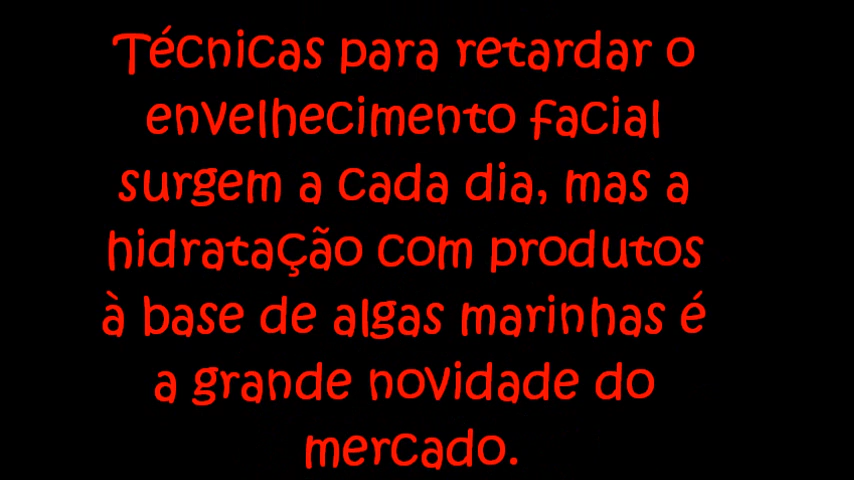 Técnicas para retardar o
envelhecimento facial
surgem a cada dia, mas a
hidratação com produtos
à base de algas marinhas é
a grande novidade do
mercado.